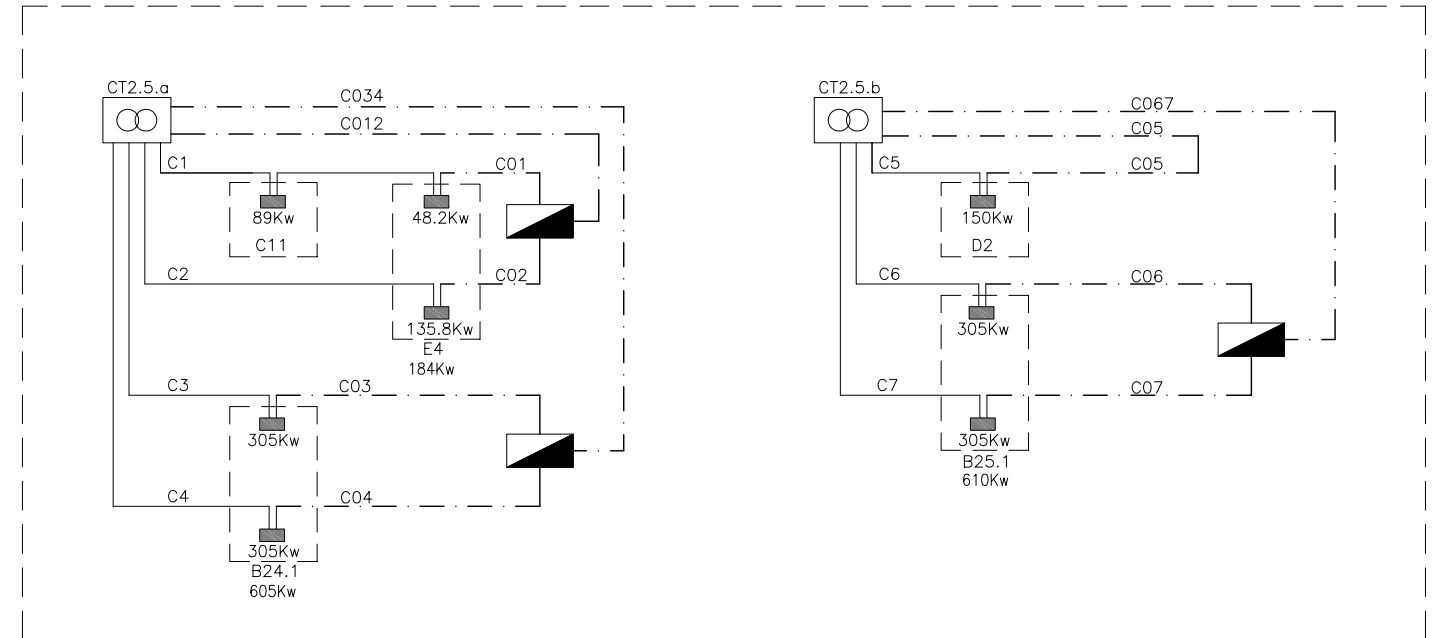 CT2.5.a
C034
C012
C1
C01
89Kw
48.2Kw
C11
C2
C02
135.8Kw
E4
184Kw
C3
C03
305Kw
C4
C04
305Kw
B24.1
605Kw
CT2.5.b
C067
C05
C5
C05
150Kw
D2
C6
C06
305Kw
C7
C07
305Kw
B25.1
610Kw